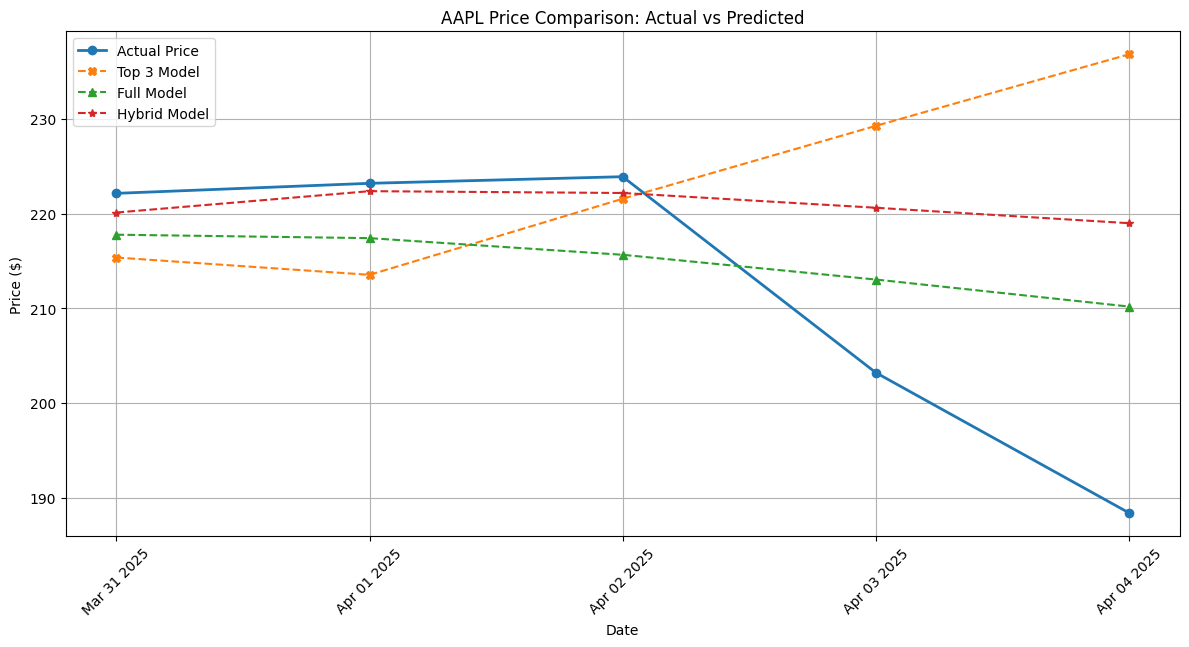 AAPL Price Comparison: Actual vs Predicted
Actual Price
Top 3 Model
Full Model
Hybrid Model
Price ($)
230
220
210
200
190
Mar 31 2025
Apr 01 2025
Apr 02 2025
Apr 03 2025
Apr 04 2025
Date